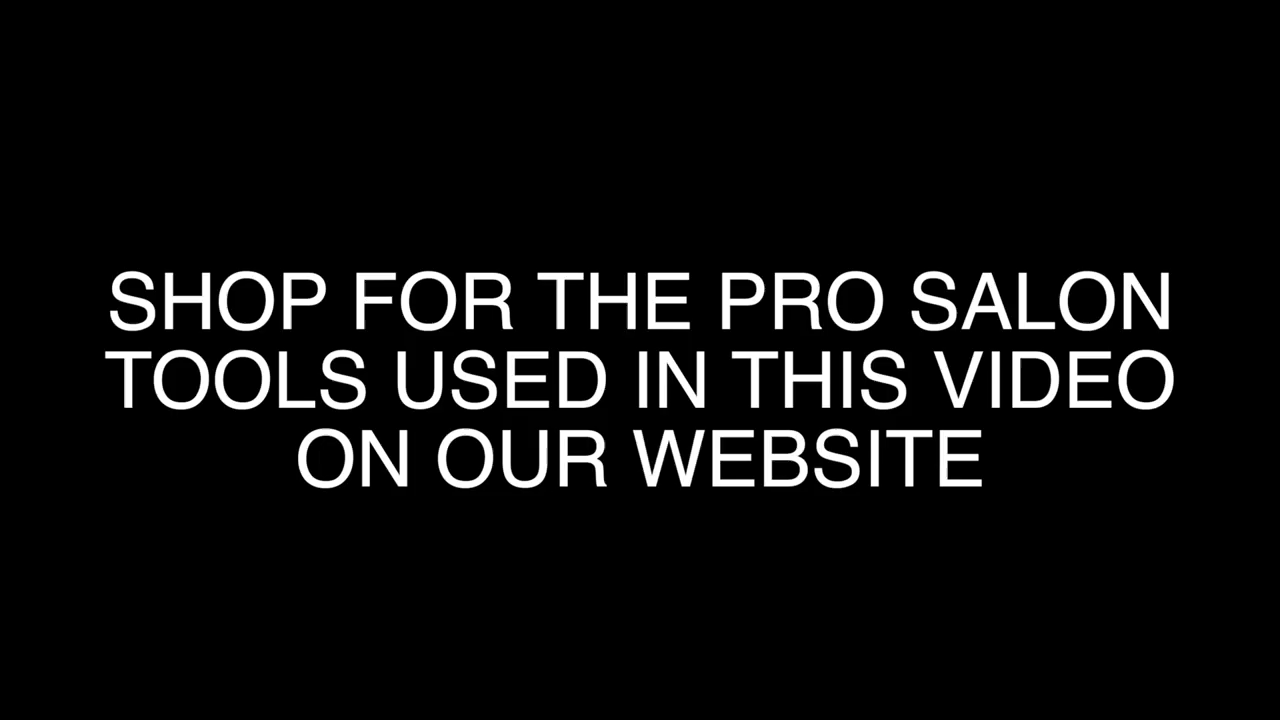 SHOP FOR THE PRO SALON
TOOLS USED IN THIS VIDEO
ON OUR WEBSITE